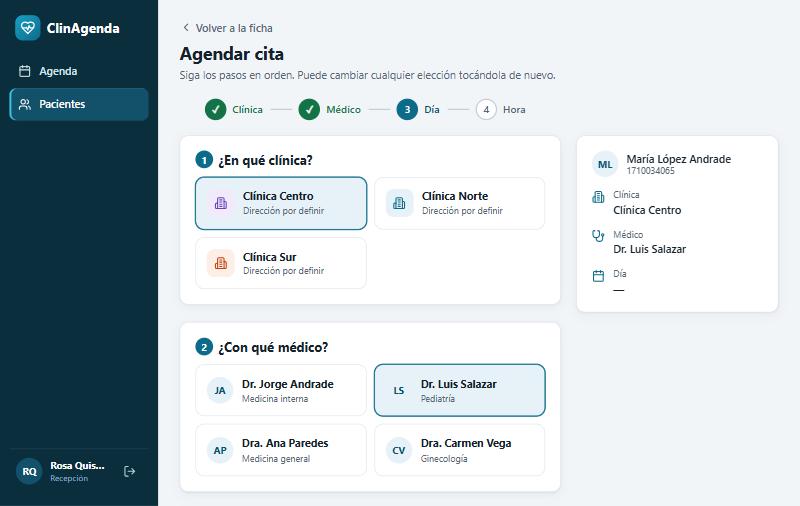 ClinAgenda
Agenda
Pacientes
RQ
Rosa Quis...
Recepción
Volver a la ficha
Agendar cita
Siga los pasos en orden. Puede cambiar cualquier elección tocándola de nuevo.
Clínica
Médico
3 Día
4 Hora
1 ¿En qué clínica?
Clínica Centro
Dirección por definir
Clínica Norte
Dirección por definir
Clínica Sur
Dirección por definir
2 ¿Con qué médico?
JA
Dr. Jorge Andrade
Medicina interna
LS
Dr. Luis Salazar
Pediatría
AP
Dra. Ana Paredes
Medicina general
CV
Dra. Carmen Vega
Ginecología
ML
María López Andrade
1710034065
Clínica
Clínica Centro
Médico
Dr. Luis Salazar
Día
—